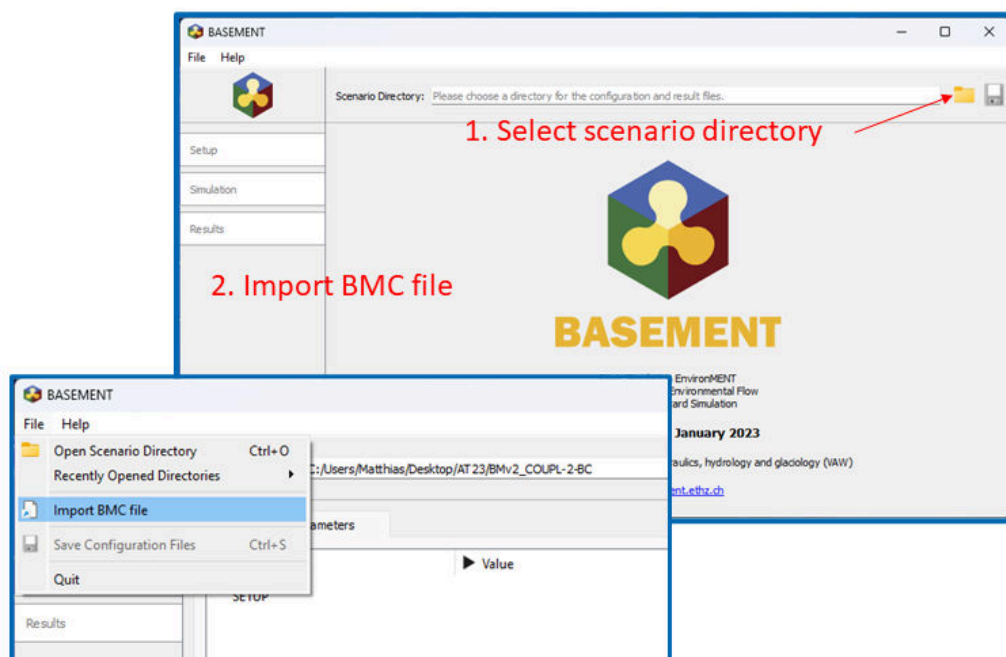 BASEMENT
File Help
Scenario Directory: Please choose a directory for the configuration and result files.
1. Select scenario directory
Setup
Simulation
Results
2. Import BMC file
BASEMENT
EnvironMENT
Environmental Flow
ard Simulation
January 2023
aulics, hydrology and glaciology (VAW)
ent.ethz.ch
BASEMENT
File Help
Open Scenario Directory Ctrl+O
Recently Opened Directories
C:/Users/Matthias/Desktop/AT23/BMv2_COUPL-2-BC
Import BMC file
ameters
Save Configuration Files Ctrl+S
Value
Quit
SETUP
Results